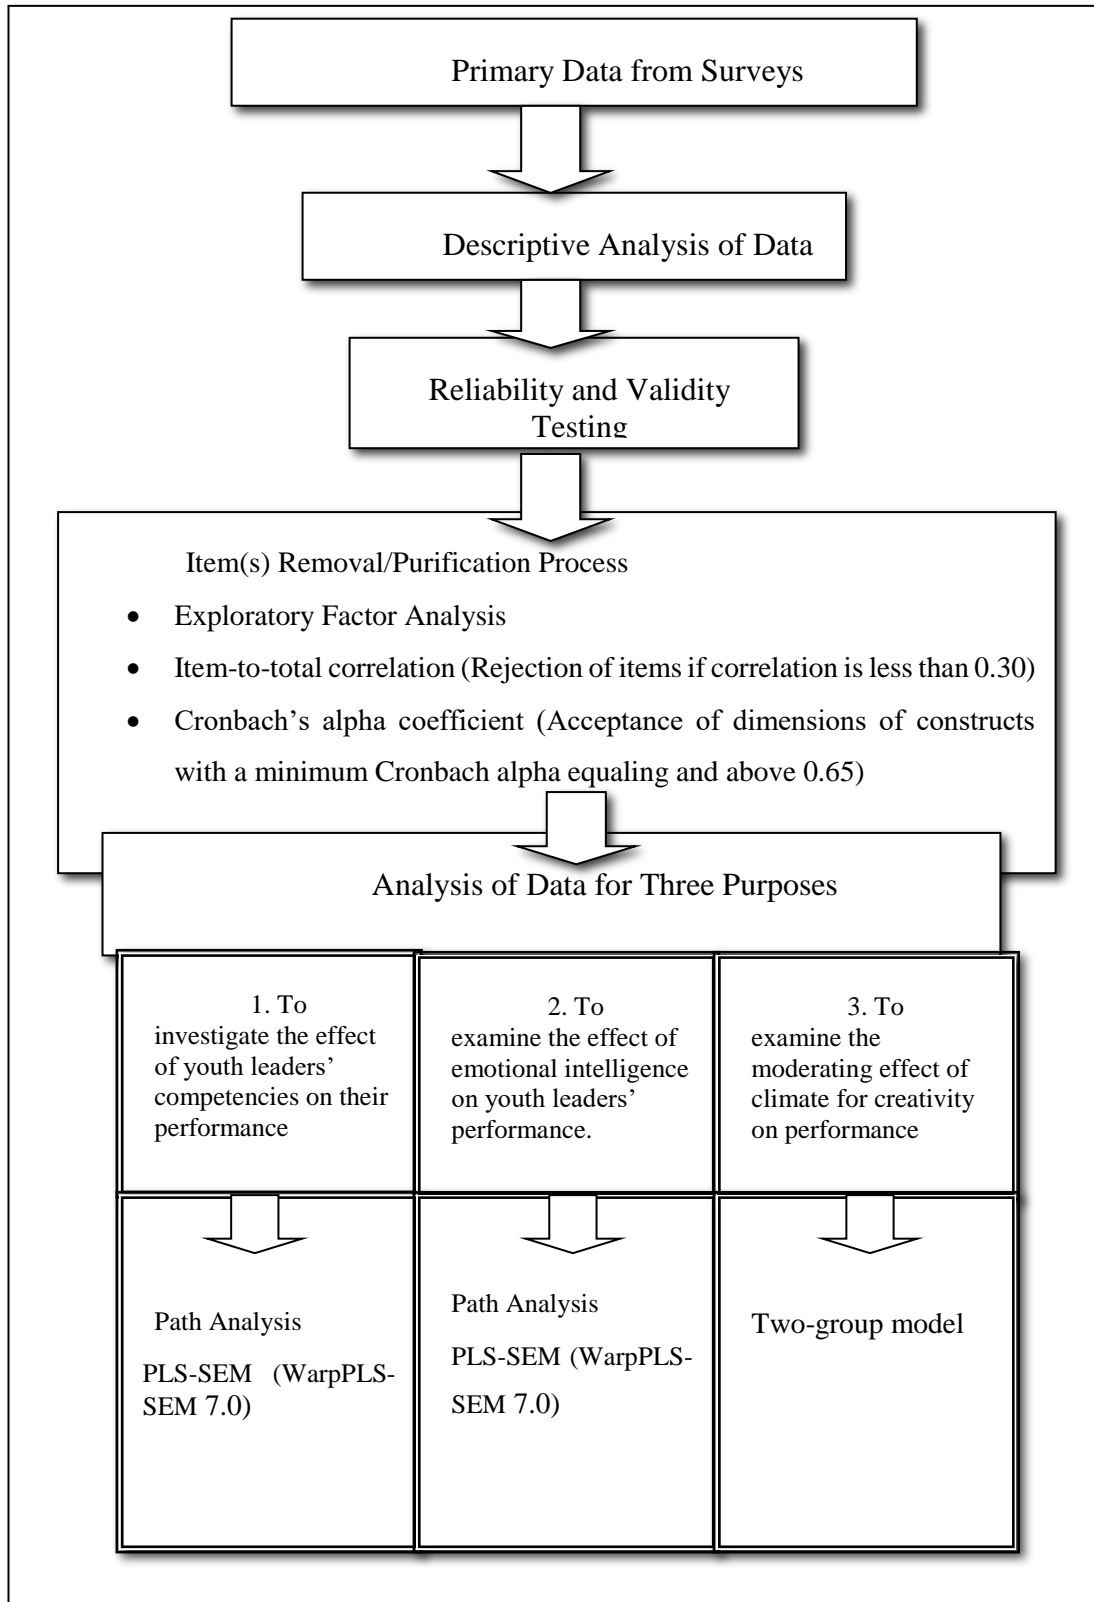 Primary Data from Surveys
Descriptive Analysis of Data
Reliability and Validity
Testing
Item(s) Removal/Purification Process
• Exploratory Factor Analysis
• Item-to-total correlation (Rejection of items if correlation is less than 0.30)
• Cronbach’s alpha coefficient (Acceptance of dimensions of constructs
with a minimum Cronbach alpha equaling and above 0.65)
Analysis of Data for Three Purposes
1. To
investigate the effect
of youth leaders’
competencies on their
performance
2. To
examine the effect of
emotional intelligence
on youth leaders’
performance.
3. To
examine the
moderating effect of
climate for creativity
on performance
Path Analysis
PLS-SEM (WarpPLS-
SEM 7.0)
Path Analysis
PLS-SEM (WarpPLS-
SEM 7.0)
Two-group model